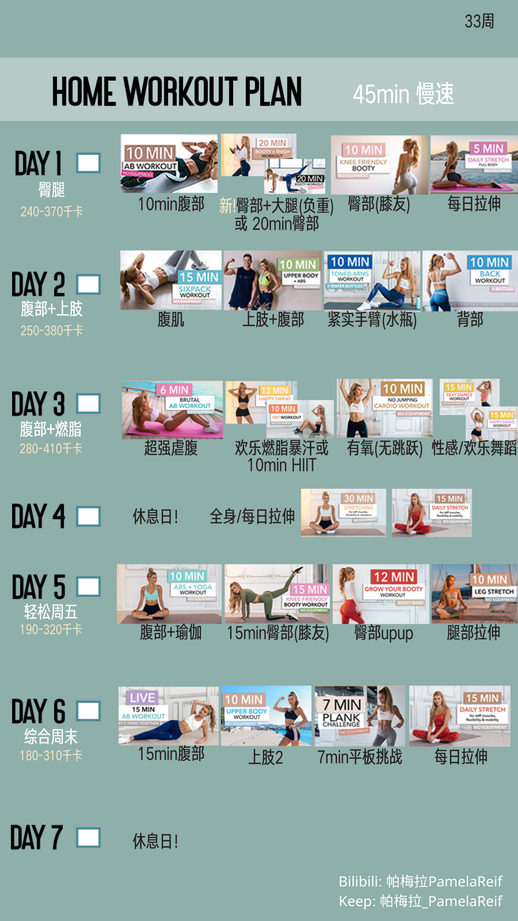 33周
HOME WORKOUT PLAN 45min 慢速
DAY 1
臀腿
240-370千卡
10 MIN
AB WORKOUT
NO EQUIPMENT
10min腹部
20 MIN
BOOTY + THIGH
WORKOUT
20 MIN
新!臀部+大腿(负重)
或 20min臀部
10 MIN
KNEE FRIENDLY
BOOTY
臀部(膝友)
5 MIN
DAILY STRETCH
FULL BODY
每日拉伸
DAY 2
腹部+上肢
250-380千卡
15 MIN
SIXPACK
WORKOUT
腹肌
10 MIN
UPPER BODY
+ ABS
上肢+腹部
10 MIN
TONED ARMS
WORKOUT
+ WATER BOTTLES
紧实手臂(水瓶)
10 MIN
BACK
WORKOUT
背部
DAY 3
腹部+燃脂
280-410千卡
6 MIN
BRUTAL
AB WORKOUT
超强虐腹
12 MIN
HAPPY SWEAT
10 MIN
HIIT WORKOUT
欢乐燃脂暴汗或
10min HIIT
10 MIN
NO JUMPING
CARDIO WORKOUT
有氧(无跳跃)
15 MIN
SEXY DANCE
WORKOUT
15 MIN
HAPPY DANCE
性感/欢乐舞蹈
DAY 4
休息日! 全身/每日拉伸
30 MIN
STRETCHING
15 MIN
DAILY STRETCH
DAY 5
轻松周五
190-320千卡
10 MIN
ABS + YOGA
WORKOUT
腹部+瑜伽
15 MIN
KNEE FRIENDLY
BOOTY WORKOUT
NO EQUIPMENT
15min臀部(膝友)
12 MIN
GROW YOUR BOOTY
WORKOUT
臀部upup
10 MIN
LEG STRETCH
腿部拉伸
DAY 6
综合周末
180-310千卡
LIVE
15 MIN
AB WORKOUT
LET'S TRAIN TOGETHER
15min腹部
10 MIN
UPPER BODY
WORKOUT
上肢2
7 MIN
PLANK
CHALLENGE
NO EQUIPMENT
7min平板挑战
15 MIN
DAILY STRETCH
for stiff muscles,
flexibility & mobility
NO EQUIPMENT
每日拉伸
DAY 7
休息日!
Bilibili: 帕梅拉PamelaReif
Keep: 帕梅拉_PamelaReif